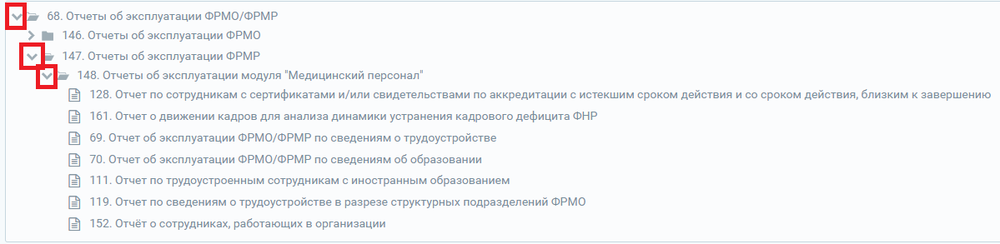 68. Отчеты об эксплуатации ФРМО/ФРМР
146. Отчеты об эксплуатации ФРМО
147. Отчеты об эксплуатации ФРМР
148. Отчеты об эксплуатации модуля "Медицинский персонал"
128. Отчет по сотрудникам с сертификатами и/или свидетельствами по аккредитации с истекшим сроком действия и со сроком действия, близким к завершению
161. Отчет о движении кадров для анализа динамики устранения кадрового дефицита ФНР
69. Отчет об эксплуатации ФРМО/ФРМР по сведениям о трудоустройстве
70. Отчет об эксплуатации ФРМО/ФРМР по сведениям об образовании
111. Отчет по трудоустроенным сотрудникам с иностранным образованием
119. Отчет по сведениям о трудоустройстве в разрезе структурных подразделений ФРМО
152. Отчёт о сотрудниках, работающих в организации